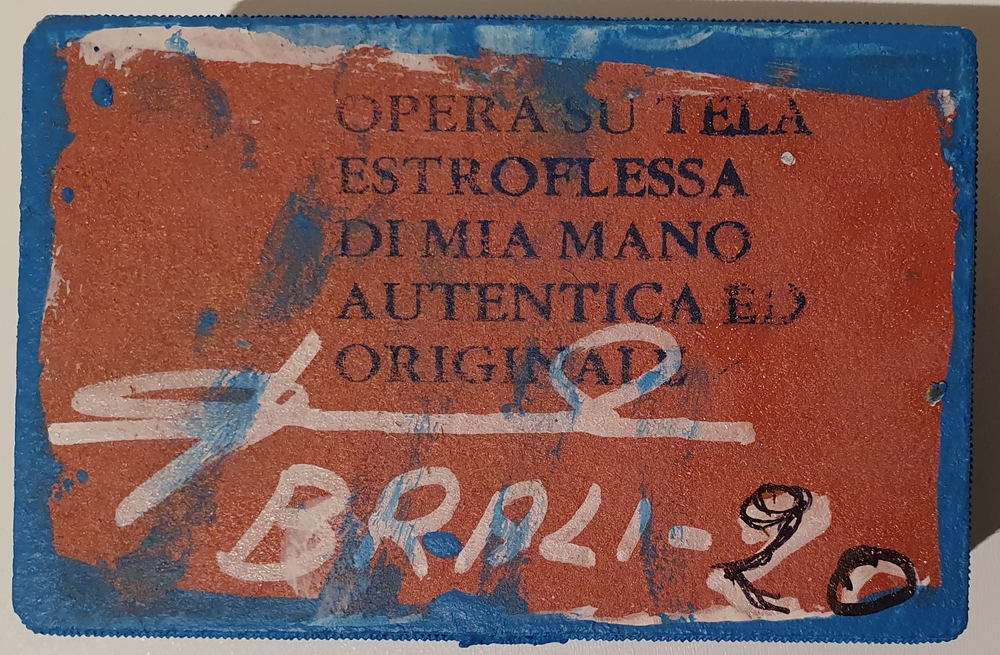 OPERA SU TELA
ESTROFLESSA
DI MIA MANO
AUTENTICA ED
ORIGINALE
BRALI-20